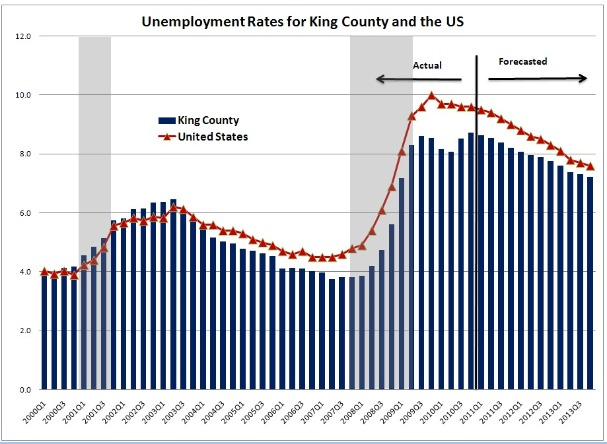 Unemployment Rates for King County and the US
12.0
10.0
8.0
6.0
4.0
2.0
0.0
Actual
Forecasted
King County
United States
2000Q1
2000Q3
2001Q1
2001Q3
2002Q1
2002Q3
2003Q1
2003Q3
2004Q1
2004Q3
2005Q1
2005Q3
2006Q1
2006Q3
2007Q1
2007Q3
2008Q1
2008Q3
2009Q1
2009Q3
2010Q1
2010Q3
2011Q1
2011Q3
2012Q1
2012Q3
2013Q1
2013Q3